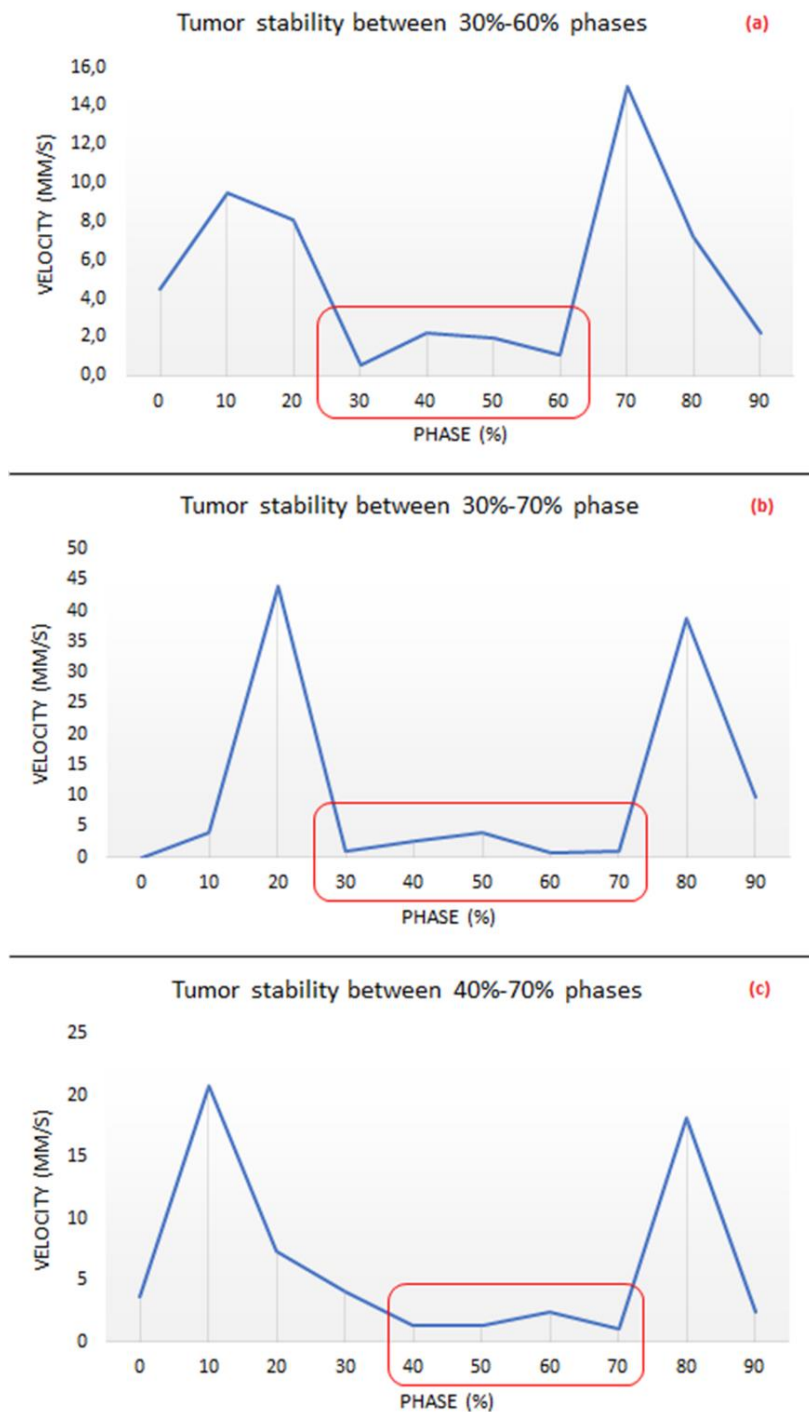 Tumor stability between 30%-60% phases (a)
16,0
14,0
12,0
10,0
8,0
6,0
4,0
2,0
0,0
VELOCITY (MM/S)
0 10 20 30 40 50 60 70 80 90
PHASE (%)
Tumor stability between 30%-70% phase (b)
50
45
40
35
30
25
20
15
10
5
0
VELOCITY (MM/S)
0 10 20 30 40 50 60 70 80 90
PHASE (%)
Tumor stability between 40%-70% phases (c)
25
20
15
10
5
0
VELOCITY (MM/S)
0 10 20 30 40 50 60 70 80 90
PHASE (%)